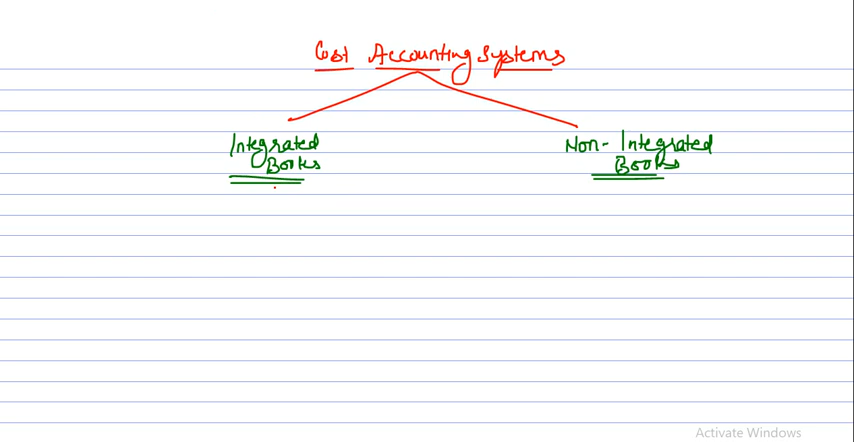 Cost Accounting Systems
Integrated
Books
Non-Integrated
Books
Activate Windows